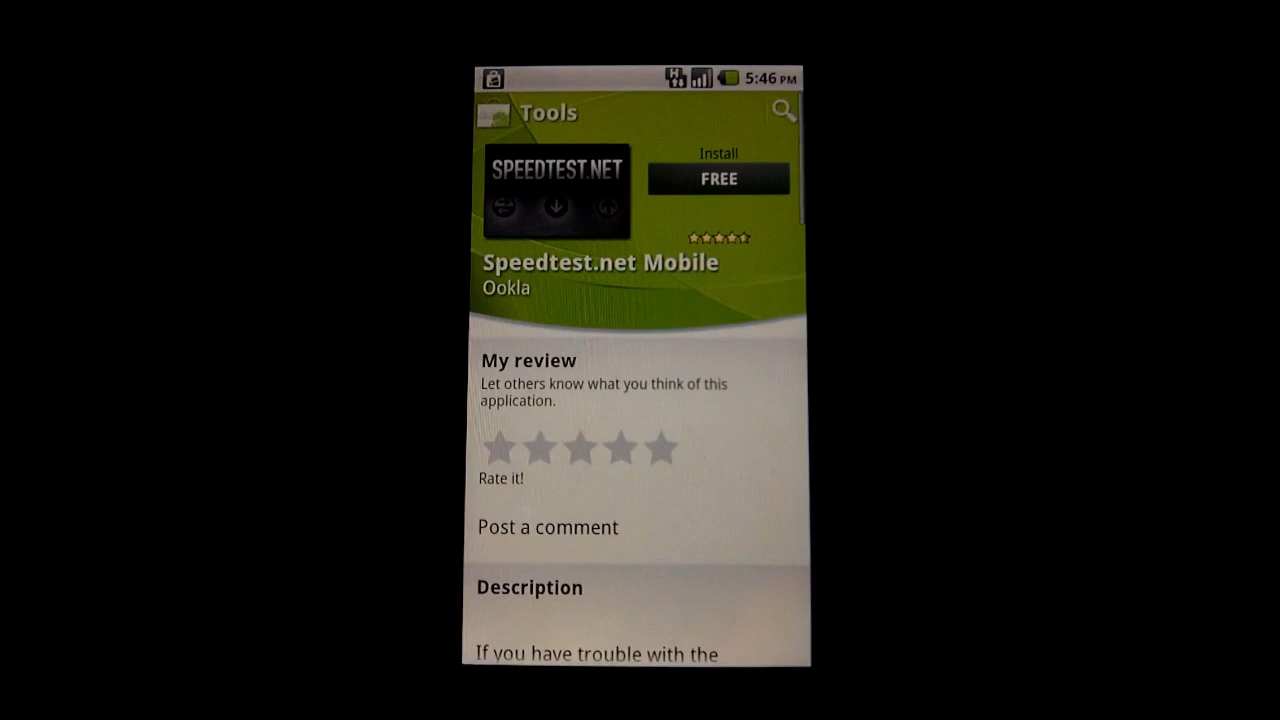 5:46 PM
Tools
SPEEDTEST.NET
Install
FREE
Speedtest.net Mobile
Ookla
My review
Let others know what you think of this
application.
Rate it!
Post a comment
Description
If you have trouble with the